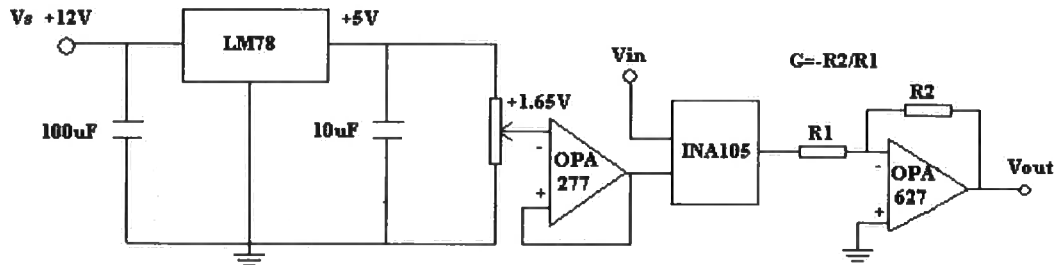 Vs +12V
LM78
+5V
100uF
10uF
+1.65V
-
+
OPA
277
Vin
INA105
G=-R2/R1
R1
R2
-
+
OPA
627
Vout